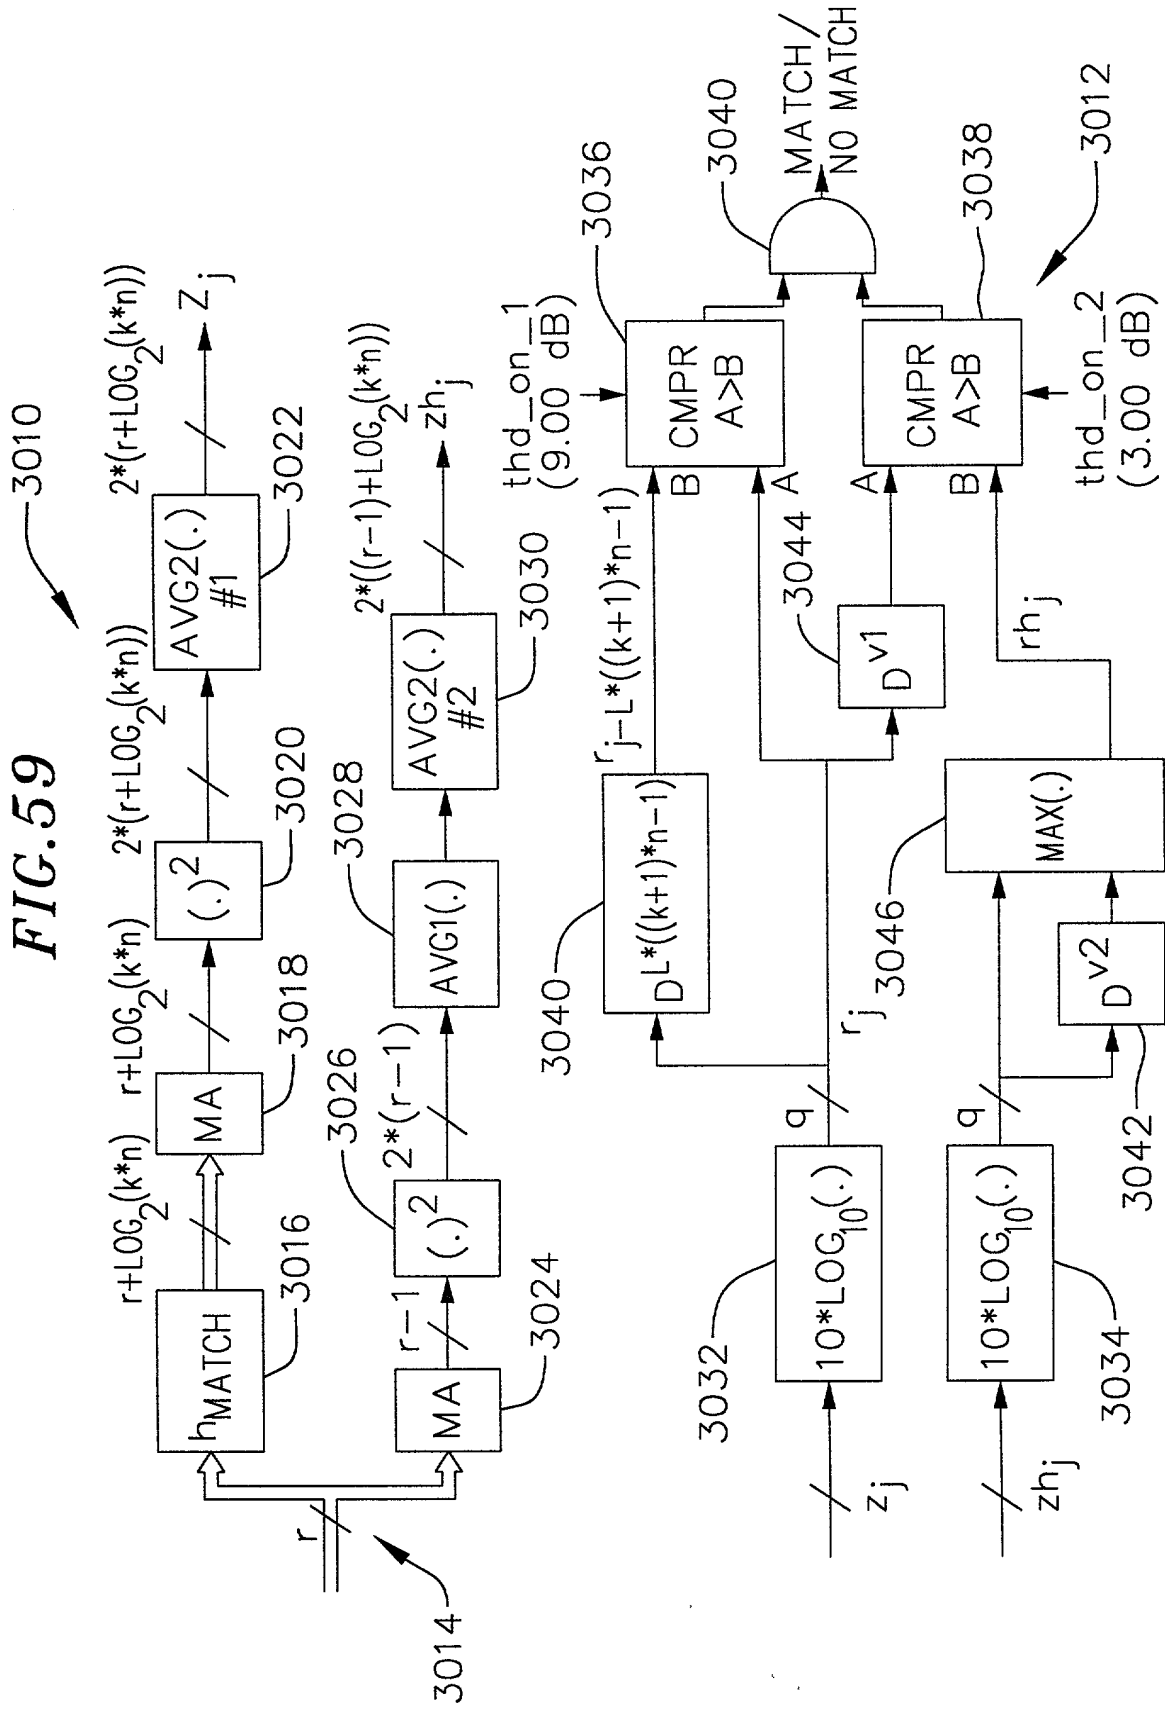 FIG.59
3010
r+LOG2(k*n)
r+LOG2(k*n)
2*(r+LOG2(k*n))
2*(r+LOG2(k*n))
2*(r+LOG2(k*n))
hMATCH
MA
(.)2
AVG2(.)
#1
Zj
3016
3018
3020
3022
r
3014
3026
3028
r-1
2*(r-1)
2*((r-1)+LOG2(k*n))
MA
(.)2
AVG1(.)
AVG2(.)
#2
zhj
3024
3030
thd_on_1
(9.00 dB)
3036
3040
DL*((k+1)*n-1)
rj-L*((k+1)*n-1)
B
CMPR
A>B
A
3040
MATCH/
NO MATCH
3032
zj
10*LOG10(.)
q
rj
3044
Dv1
A
CMPR
A>B
B
3038
3046
zhj
10*LOG10(.)
q
MAX(.)
rhj
3034
Dv2
3042
thd_on_2
(3.00 dB)
3012